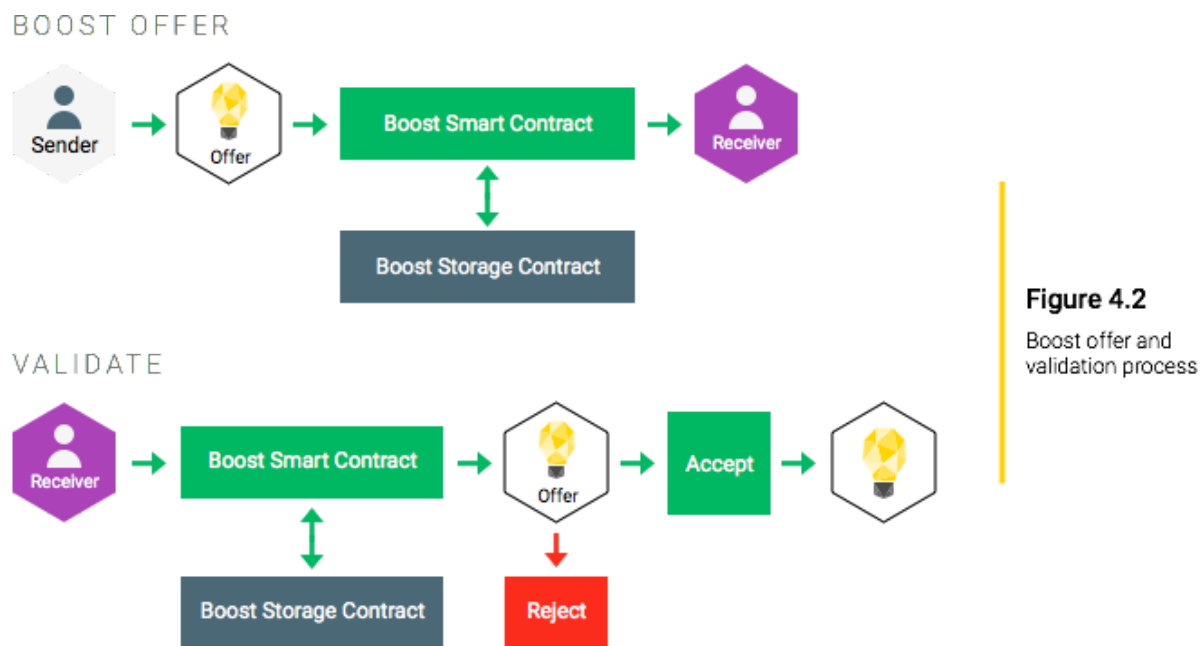 BOOST OFFER
Sender
Offer
Boost Smart Contract
Receiver
Boost Storage Contract
Figure 4.2
Boost offer and
validation process
VALIDATE
Receiver
Boost Smart Contract
Offer
Accept
Boost Storage Contract
Reject